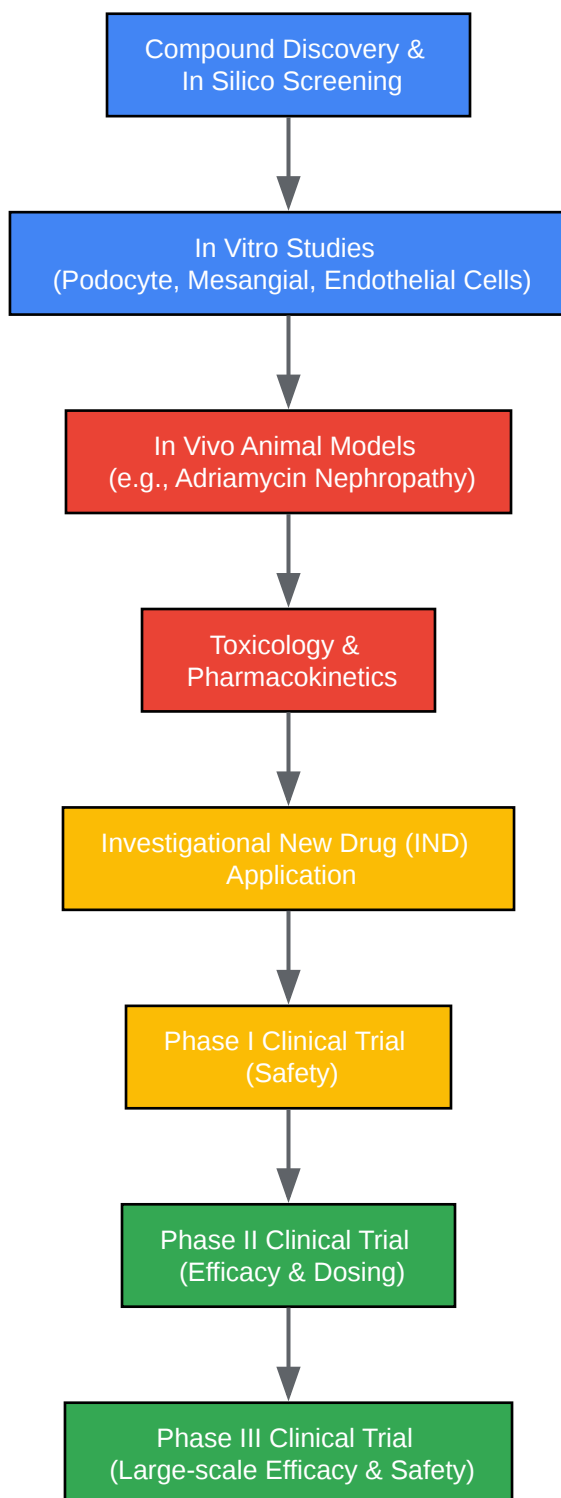 Compound Discovery &
In Silico Screening
In Vitro Studies
(Podocyte, Mesangial, Endothelial Cells)
In Vivo Animal Models
(e.g., Adriamycin Nephropathy)
Toxicology &
Pharmacokinetics
Investigational New Drug (IND)
Application
Phase I Clinical Trial
(Safety)
Phase II Clinical Trial
(Efficacy & Dosing)
Phase III Clinical Trial
(Large-scale Efficacy & Safety)